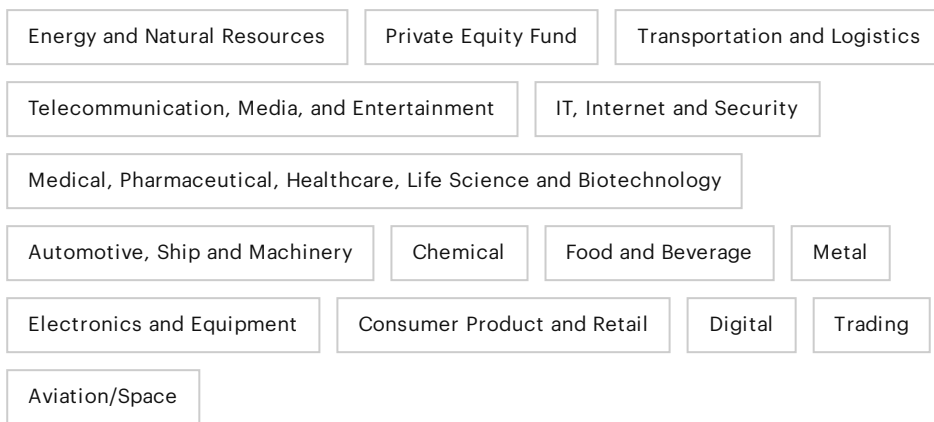 Energy and Natural Resources Private Equity Fund Transportation and Logistics
Telecommunication, Media, and Entertainment IT, Internet and Security
Medical, Pharmaceutical, Healthcare, Life Science and Biotechnology
Automotive, Ship and Machinery Chemical Food and Beverage Metal
Electronics and Equipment Consumer Product and Retail Digital Trading
Aviation/Space